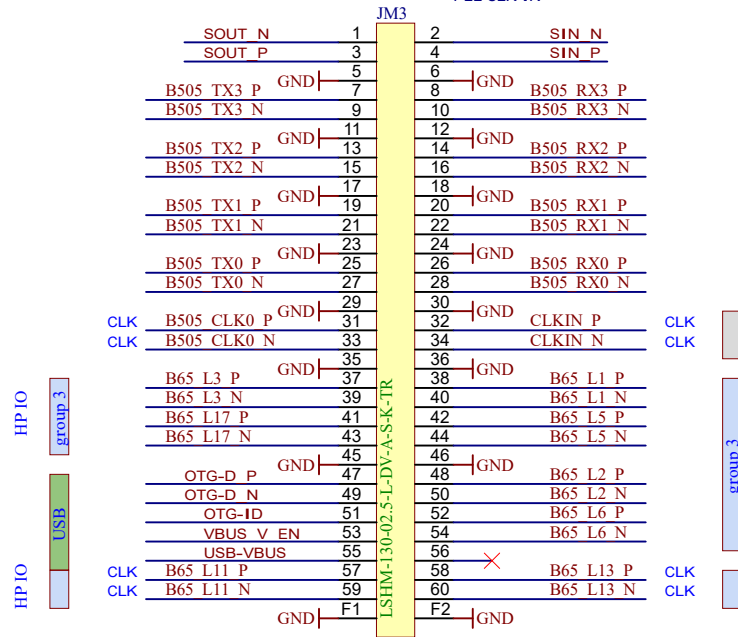 JM3
SOUT_N 1 2 SIN_N
SOUT_P 3 4 SIN_P
GND 5 6 GND
B505_TX3_P 7 8 B505_RX3_P
B505_TX3_N 9 10 B505_RX3_N
GND 11 12 GND
B505_TX2_P 13 14 B505_RX2_P
B505_TX2_N 15 16 B505_RX2_N
GND 17 18 GND
B505_TX1_P 19 20 B505_RX1_P
B505_TX1_N 21 22 B505_RX1_N
GND 23 24 GND
B505_TX0_P 25 26 B505_RX0_P
B505_TX0_N 27 28 B505_RX0_N
GND 29 30 GND
CLK B505_CLK0_P 31 32 CLKIN_P CLK
CLK B505_CLK0_N 33 34 CLKIN_N CLK
GND 35 36 GND
B65_L3_P 37 38 B65_L1_P
B65_L3_N 39 40 B65_L1_N
B65_L17_P 41 42 B65_L5_P
B65_L17_N 43 44 B65_L5_N
GND 45 46 GND
OTG-D_P 47 48 B65_L2_P
OTG-D_N 49 50 B65_L2_N
OTG-ID 51 52 B65_L6_P
VBUS_V_EN 53 54 B65_L6_N
USB-VBUS 55 56
CLK B65_L11_P 57 58 B65_L13_P CLK
CLK B65_L11_N 59 60 B65_L13_N CLK
GND F1 F2 GND
LSHM-130-02.5-L-DV-A-S-K-TR
HP IO
group 3
USB
HP IO
group 3